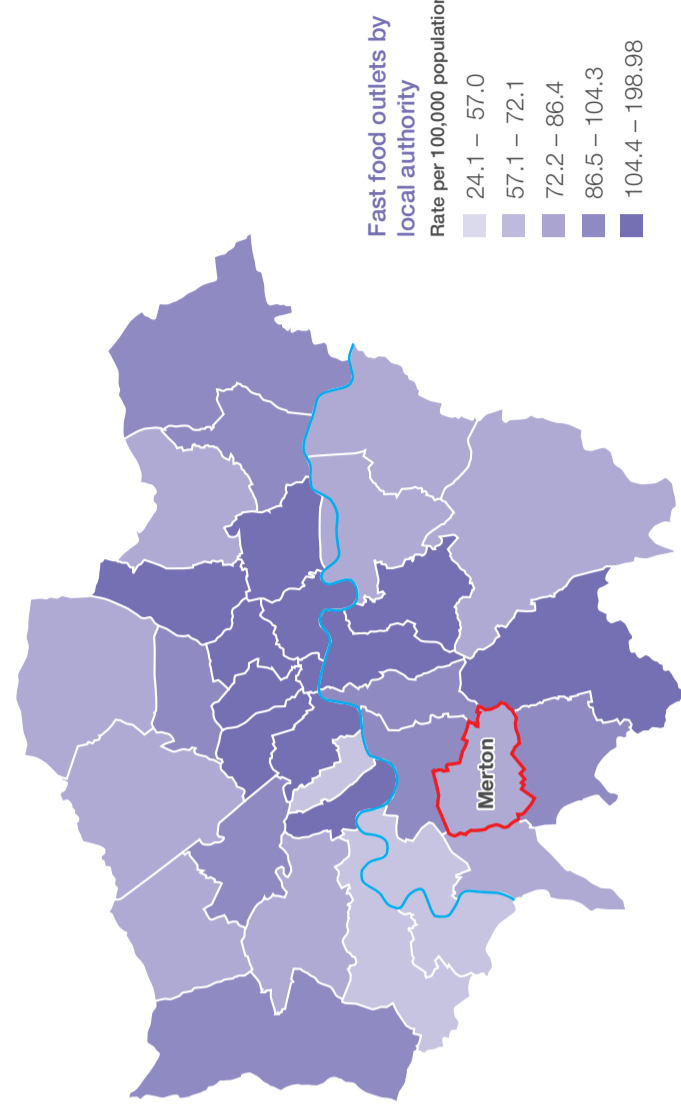 Fast food outlets by
local authority
Rate per 100,000 population
24.1 – 57.0
57.1 – 72.1
72.2 – 86.4
86.5 – 104.3
104.4 – 198.98
Merton